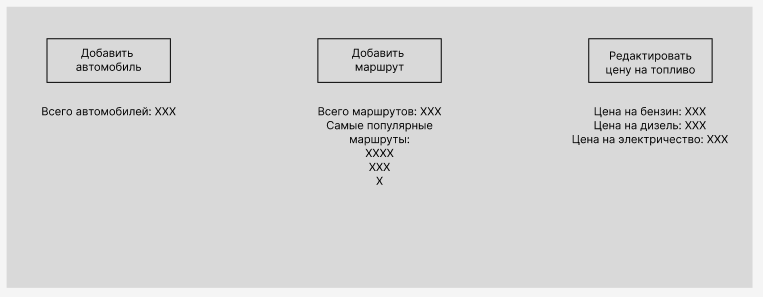 Добавить
автомобиль
Всего автомобилей: XXX
Добавить
маршрут
Всего маршрутов: XXX
Самые популярные
маршруты:
XXXX
XXX
X
Редактировать
цену на топливо
Цена на бензин: XXX
Цена на дизель: XXX
Цена на электричество: XXX